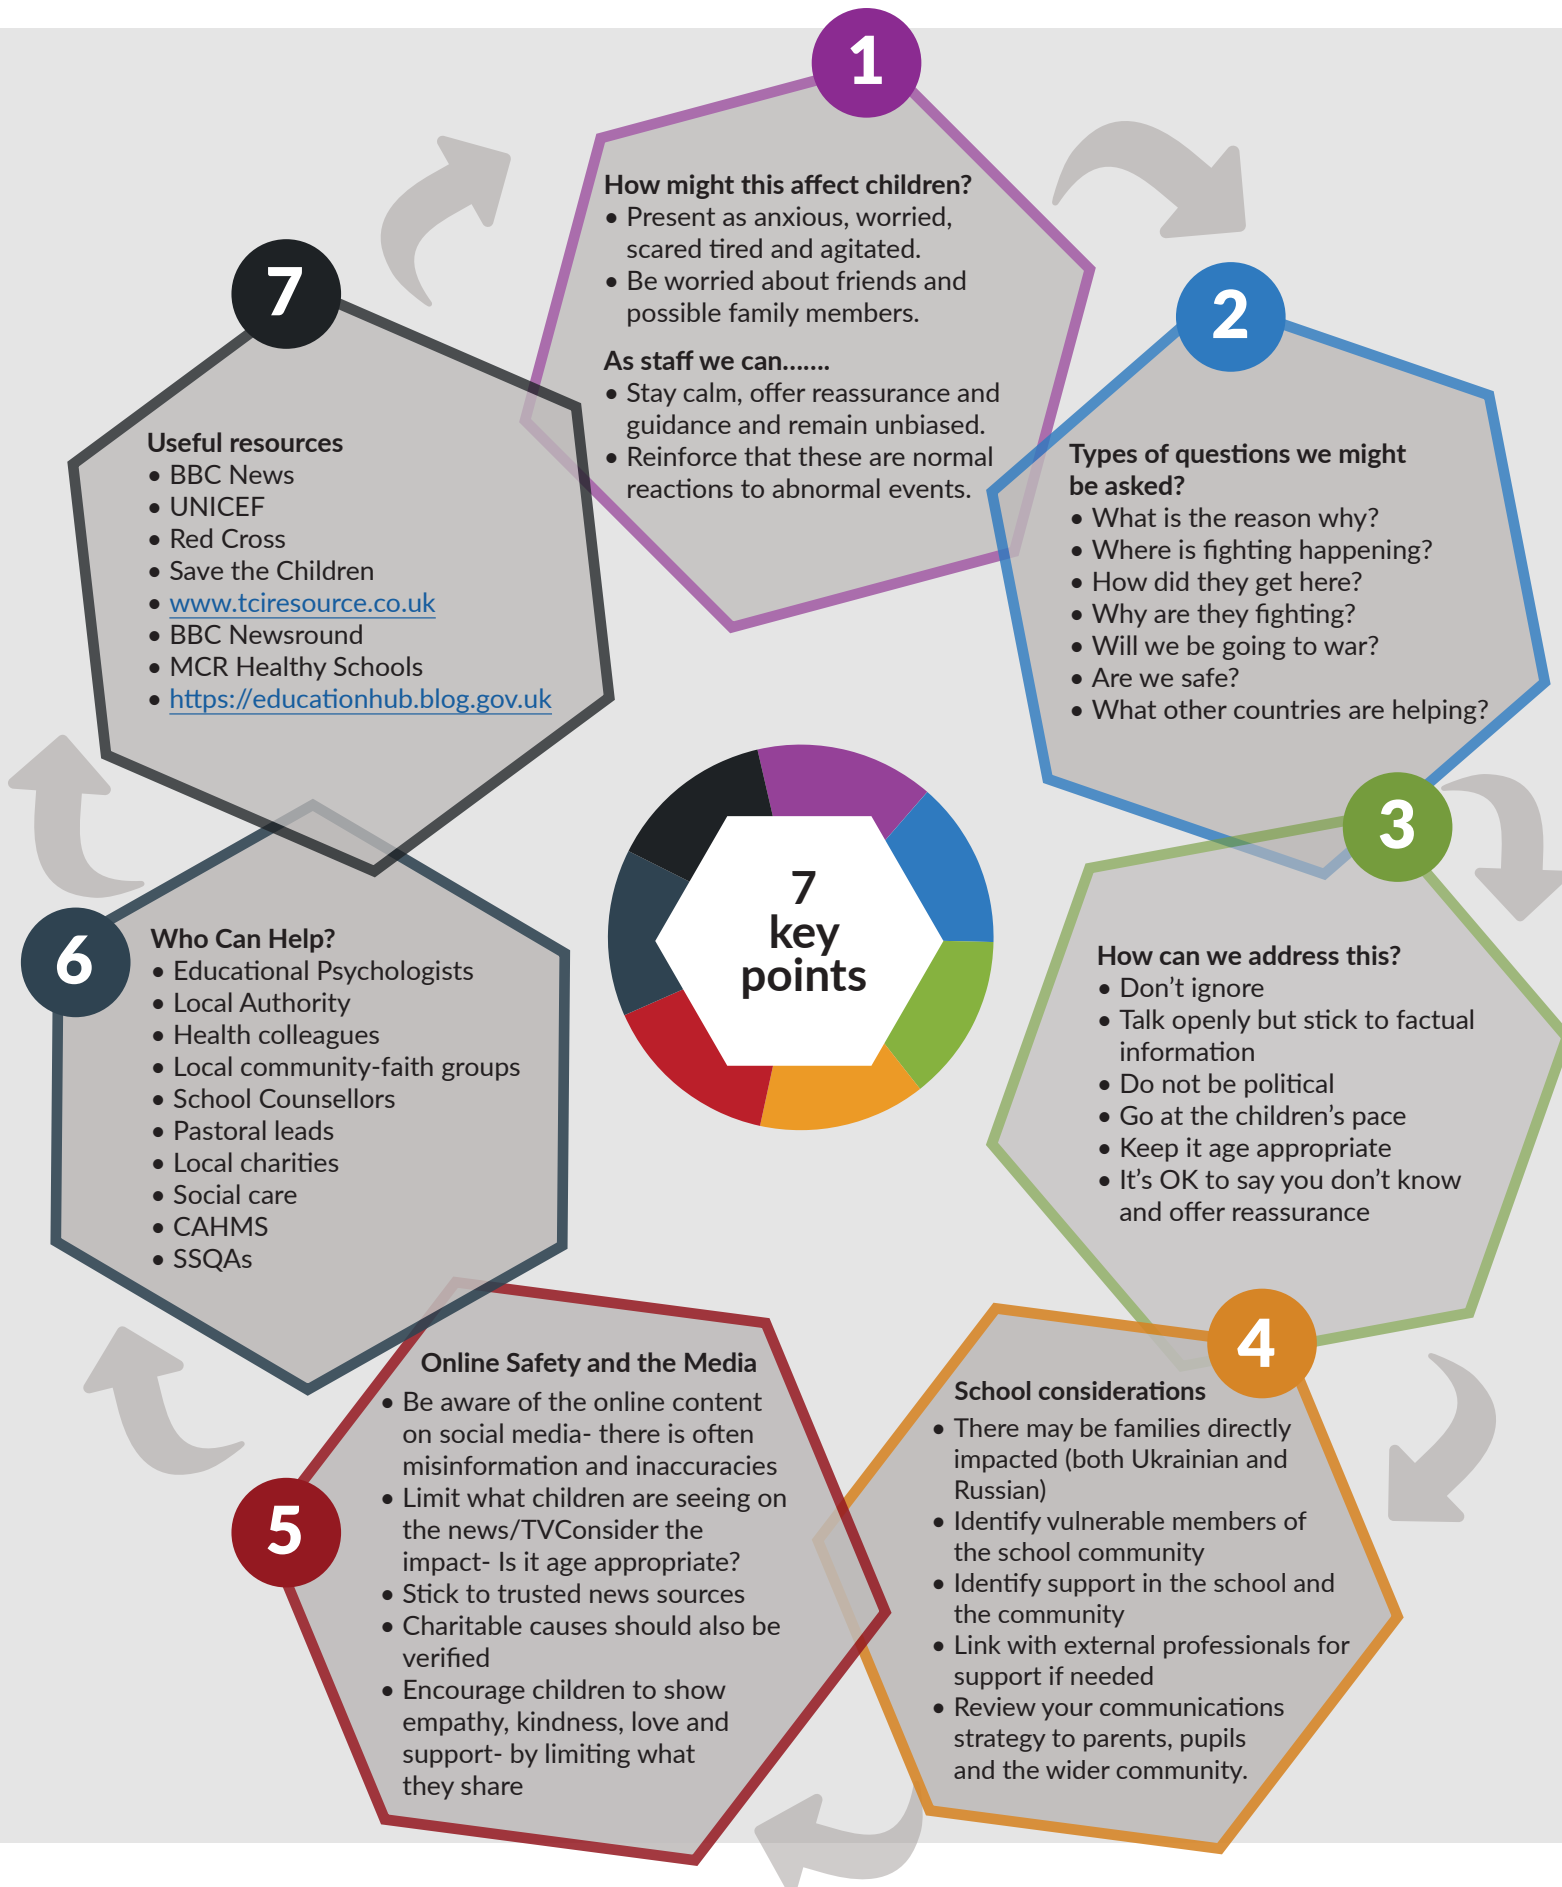 1
How might this affect children?
• Present as anxious, worried,
scared tired and agitated.
• Be worried about friends and
possible family members.
As staff we can.......
• Stay calm, offer reassurance and
guidance and remain unbiased.
• Reinforce that these are normal
reactions to abnormal events.
2
Types of questions we might
be asked?
• What is the reason why?
• Where is fighting happening?
• How did they get here?
• Why are they fighting?
• Will we be going to war?
• Are we safe?
• What other countries are helping?
3
How can we address this?
• Don’t ignore
• Talk openly but stick to factual
information
• Do not be political
• Go at the children’s pace
• Keep it age appropriate
• It’s OK to say you don’t know
and offer reassurance
4
School considerations
• There may be families directly
impacted (both Ukrainian and
Russian)
• Identify vulnerable members of
the school community
• Identify support in the school and
the community
• Link with external professionals for
support if needed
• Review your communications
strategy to parents, pupils
and the wider community.
5
Online Safety and the Media
• Be aware of the online content
on social media- there is often
misinformation and inaccuracies
• Limit what children are seeing on
the news/TVConsider the
impact- Is it age appropriate?
• Stick to trusted news sources
• Charitable causes should also be
verified
• Encourage children to show
empathy, kindness, love and
support- by limiting what
they share
6
Who Can Help?
• Educational Psychologists
• Local Authority
• Health colleagues
• Local community-faith groups
• School Counsellors
• Pastoral leads
• Local charities
• Social care
• CAHMS
• SSQAs
7
Useful resources
• BBC News
• UNICEF
• Red Cross
• Save the Children
• www.tciresource.co.uk
• BBC Newsround
• MCR Healthy Schools
• https://educationhub.blog.gov.uk
7
key
points